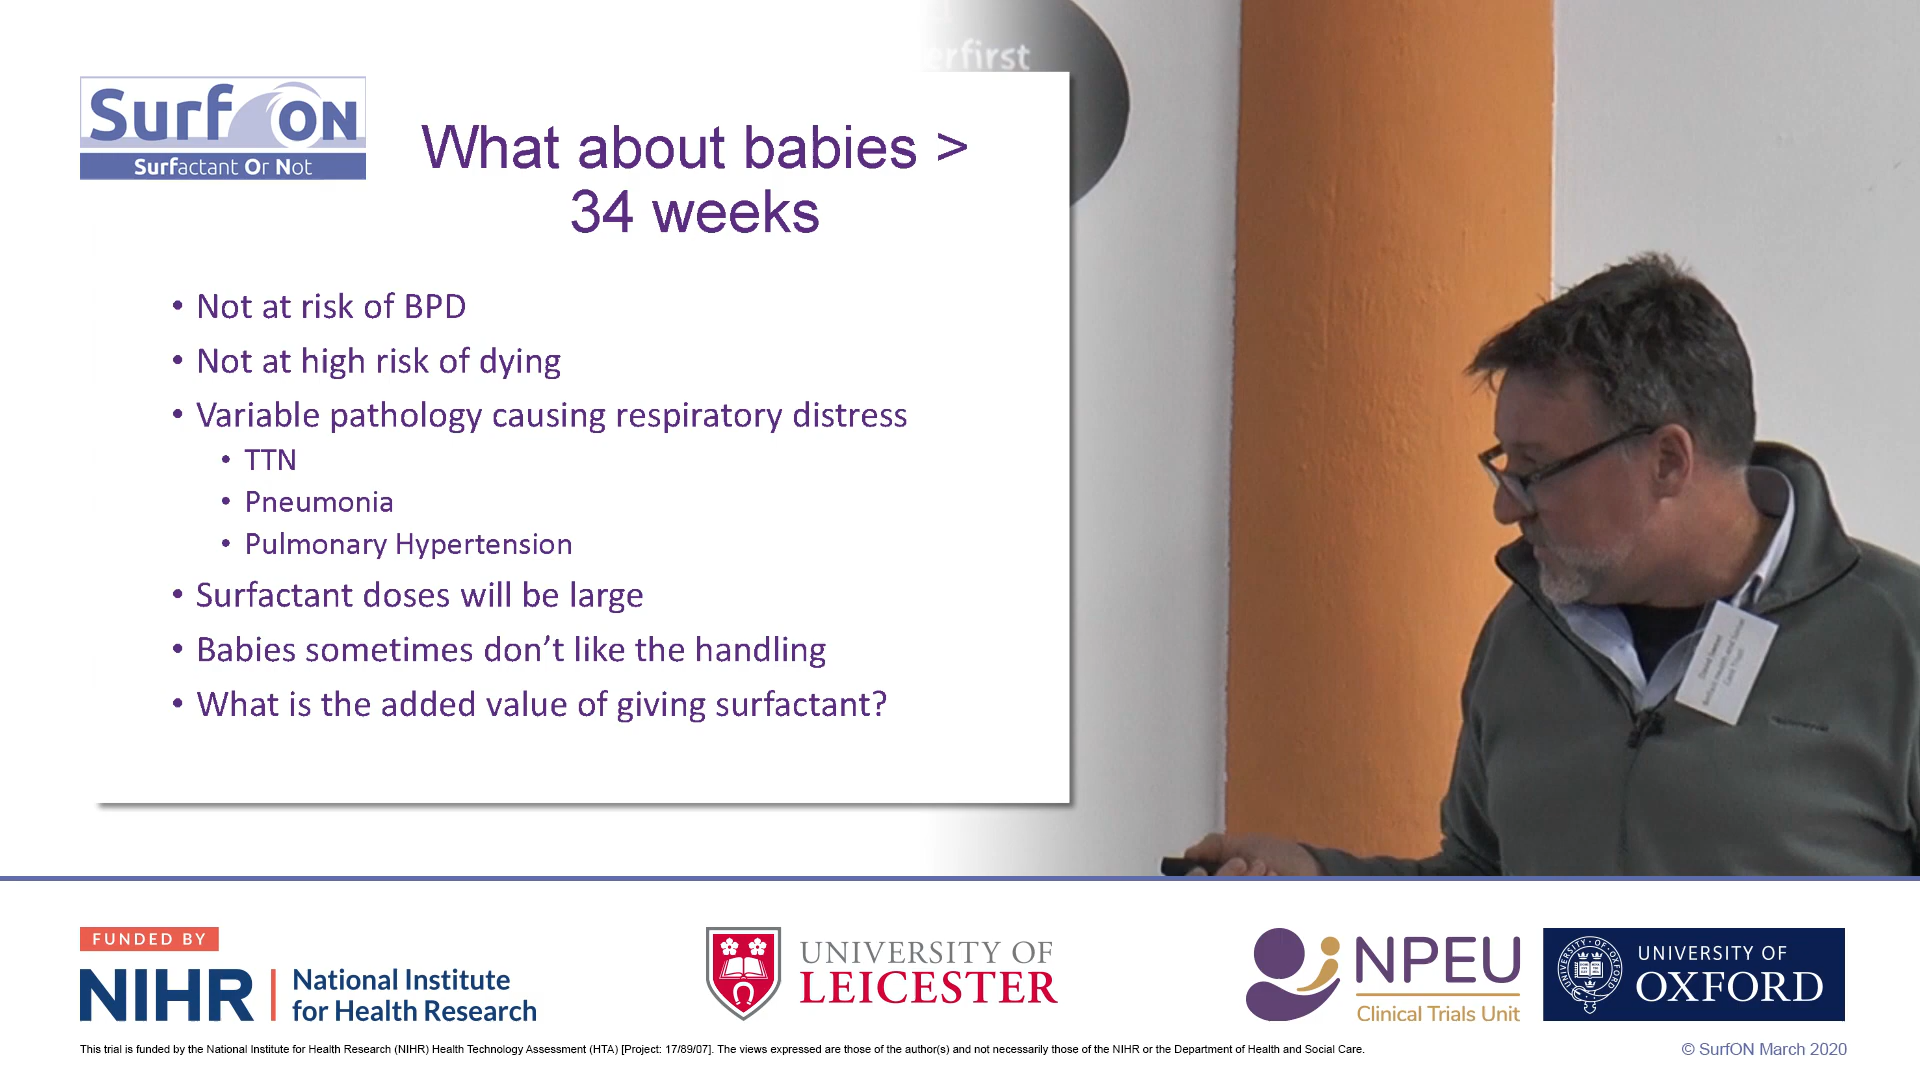 erfirst
Surf ON
Surfactant Or Not
What about babies >
34 weeks
• Not at risk of BPD
• Not at high risk of dying
• Variable pathology causing respiratory distress
• TTN
• Pneumonia
• Pulmonary Hypertension
• Surfactant doses will be large
• Babies sometimes don't like the handling
• What is the added value of giving surfactant?
David Sweet
FUNDED BY
NIHR | National Institute
for Health Research
UNIVERSITY OF
LEICESTER
NPEU
Clinical Trials Unit
UNIVERSITY OF
OXFORD
This trial is funded by the National Institute for Health Research (NIHR) Health Technology Assessment (HTA) [Project: 17/89/07]. The views expressed are those of the author(s) and not necessarily those of the NIHR or the Department of Health and Social Care.
© SurfON March 2020